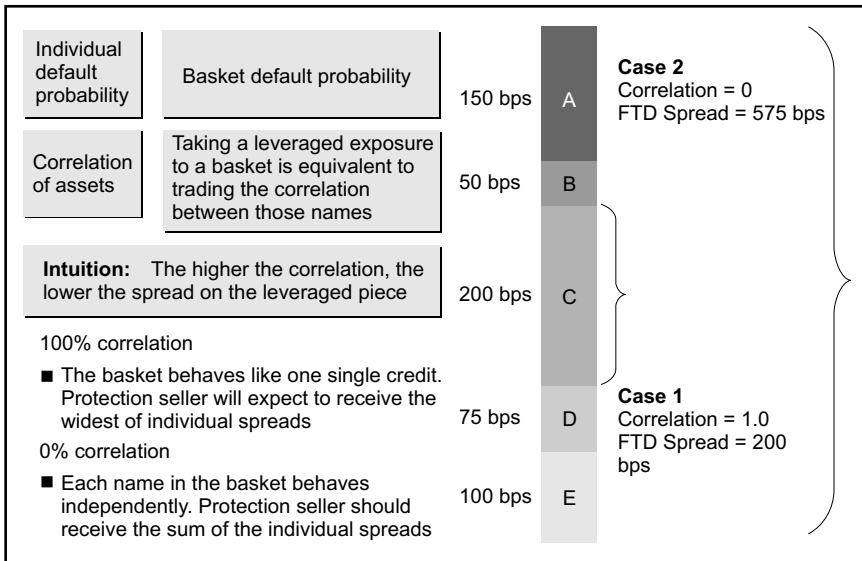 Individual
default
probability
Basket default probability
Correlation
of assets
Taking a leveraged exposure
to a basket is equivalent to
trading the correlation
between those names
Intuition: The higher the correlation, the
lower the spread on the leveraged piece
100% correlation
■ The basket behaves like one single credit.
Protection seller will expect to receive the
widest of individual spreads
0% correlation
■ Each name in the basket behaves
independently. Protection seller should
receive the sum of the individual spreads
150 bps A
50 bps B
200 bps C
75 bps D
100 bps E
Case 2
Correlation = 0
FTD Spread = 575 bps
Case 1
Correlation = 1.0
FTD Spread = 200
bps